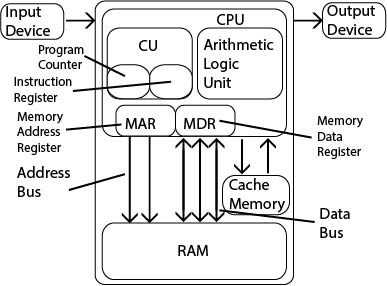 Input
Device
CPU
Output
Device
CU
Arithmetic
Logic
Unit
Program
Counter
Instruction
Register
Memory
Address
Register
MAR
MDR
Memory
Data
Register
Address
Bus
Cache
Memory
Data
Bus
RAM